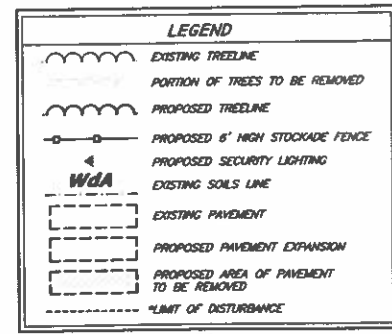 LEGEND
EXISTING TREELINE
PORTION OF TREES TO BE REMOVED
PROPOSED TREELINE
PROPOSED 6' HIGH STOCKADE FENCE
PROPOSED SECURITY LIGHTING
WdA EXISTING SOILS LINE
EXISTING PAVEMENT
PROPOSED PAVEMENT EXPANSION
PROPOSED AREA OF PAVEMENT
TO BE REMOVED
*LIMIT OF DISTURBANCE